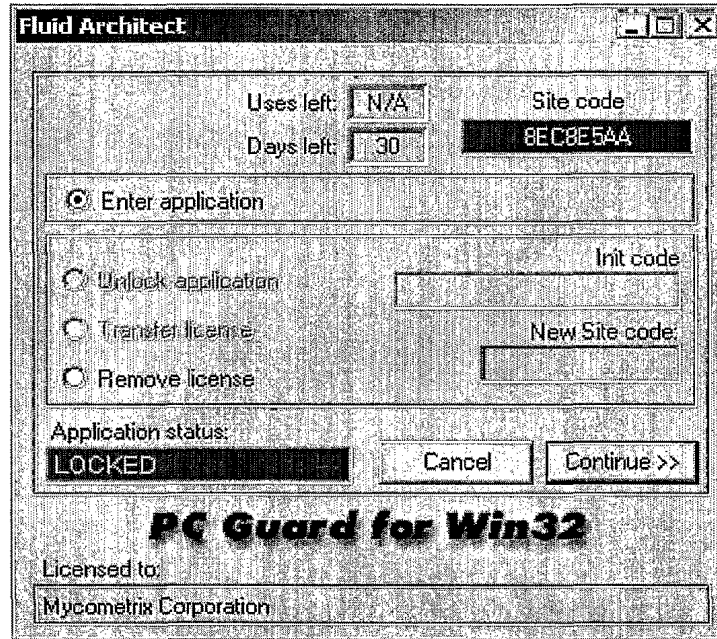 Fluid Architect
Uses left: N/A Site code
Days left: 30 8EC8E5AA
Enter application
Init code
Unlock application
Transfer license New Site code:
Remove license
Application status:
LOCKED Cancel Continue >>
PC Guard for Win32
Licensed to:
Mycometrix Corporation